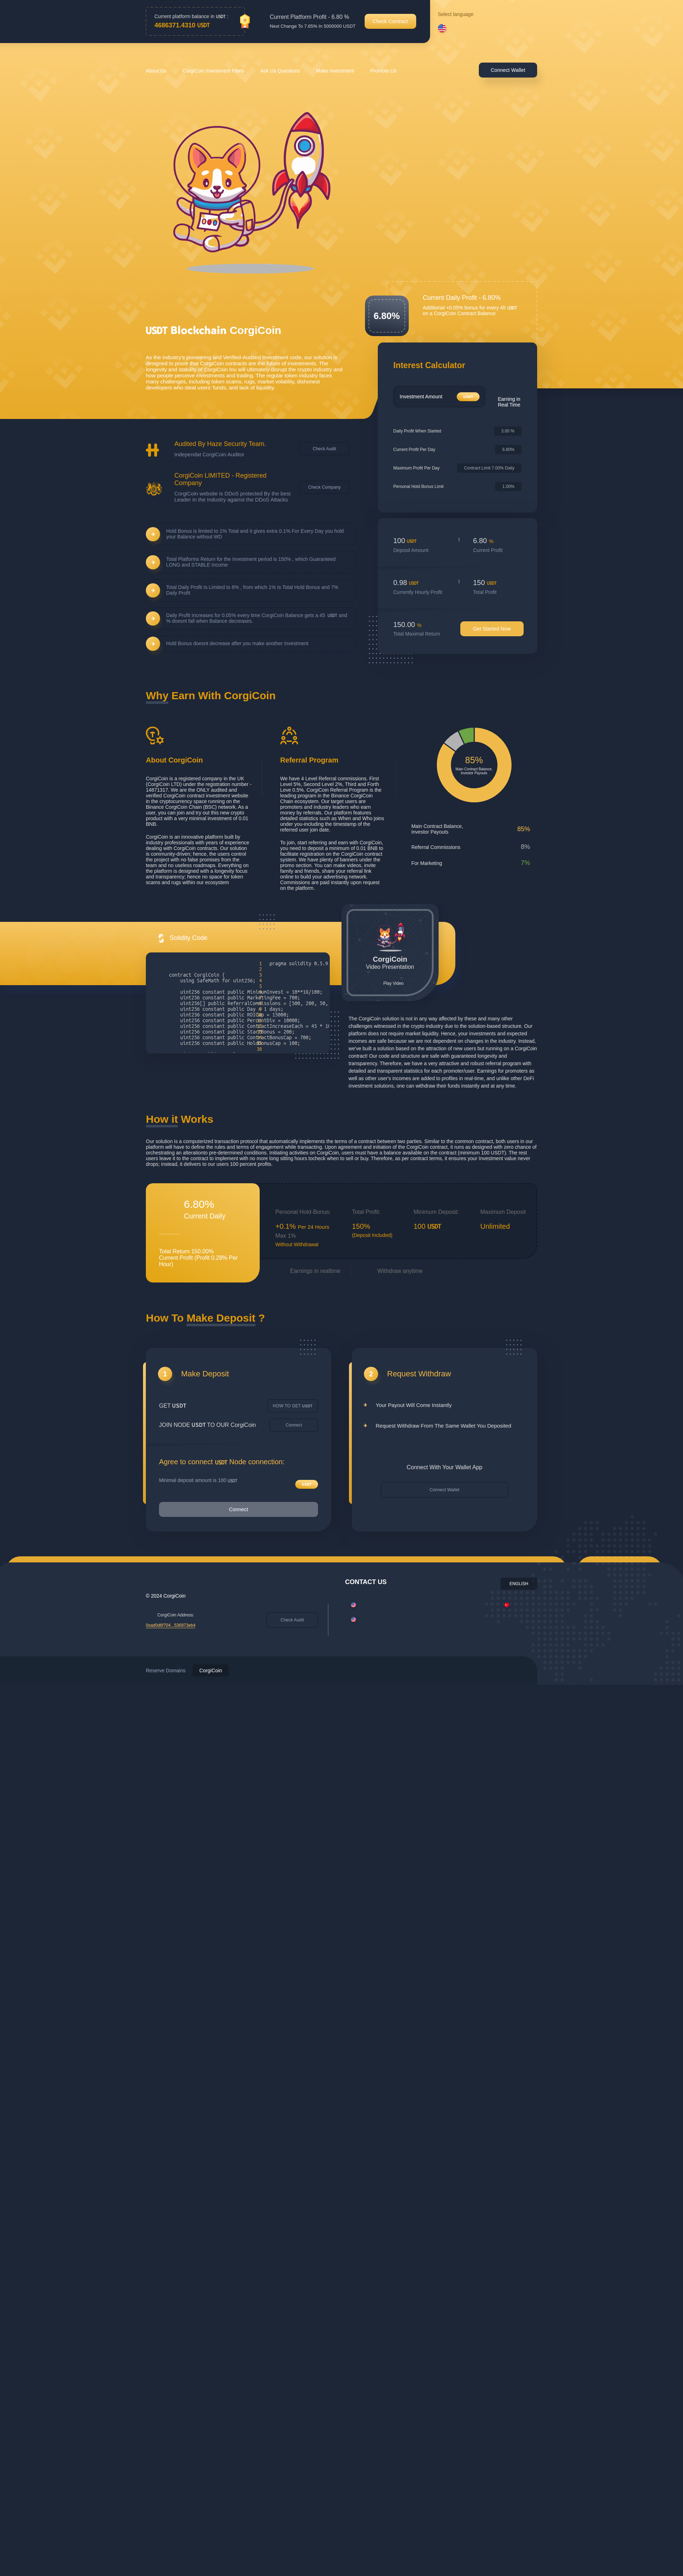 Current platform balance in USDT :
4686371.4310 USDT
Current Platform Profit - 6.80 %
Next Change To 7.65% In 5000000 USDT
Check Contract
Select language
About Us
CorgiCoin Investment Allies
Ask Us Questions
Make Investment
Promote Us
Connect Wallet
6.80%
Current Daily Profit - 6.80%
Additional +0.05% bonus for every 45 USDT
on a CorgiCoin Contract Balance
USDT Blockchain CorgiCoin
As the industry's pioneering and Verified Audited Investment code, our solution is
designed to prove that CorgiCoin contracts are the future of investments. The
longevity and stability of CorgiCoin Inv will ultimately disrupt the crypto industry and
how people perceive investments and trading. The regular token industry faces
many challenges, including token scams, rugs, market volatility, dishonest
developers who steal users' funds, and lack of liquidity.
Interest Calculator
Investment Amount
USDT
Earning in
Real Time
Daily Profit When Started
Current Profit Per Day
6.80%
Maximum Profit Per Day
Contract Limit 7.00% Daily
Personal Hold Bonus Limit
1.00%
Audited By Haze Security Team.
Independat CorgiCoin Auditor
Check Audit
CorgiCoin LIMITED - Registered
Company
CorgiCoin website is DDoS protected By the best
Leader in the Industry against the DDoS Attacks
Check Company
100 USDT
Deposit Amount
6.80 %
Current Profit
0.98 USDT
Currently Hourly Profit
150 USDT
Total Profit
150.00 %
Total Maximal Return
Get Started Now
Hold Bonus is limited to 1% Total and it gives extra 0.1% For Every Day you hold
your Balance without WD
Total Platforms Return for the Investment period is 150% , which Guaranteed
LONG and STABLE income
Total Daily Profit Is Limited to 8% , from which 1% is Total Hold Bonus and 7%
Daily Profit
Daily Profit Increases for 0.05% every time CorgiCoin Balance gets a 45 USDT and
% doesnt fall when Balance decreases.
Hold Bonus doesnt decrease after you make another investment
Why Earn With CorgiCoin
About CorgiCoin
CorgiCoin is a registered company in the UK
(CorgiCoin LTD) under the registration number -
14871317. We are the ONLY audited and
verified CorgiCoin contract investment website
in the cryptocurrency space running on the
Binance CorgiCoin Chain (BSC) network. As a
user, you can join and try out this new crypto
product with a very minimal investment of 0.01
BNB.
CorgiCoin is an innovative platform built by
industry professionals with years of experience
dealing with CorgiCoin contracts. Our solution
is community-driven; hence, the users control
the project with no false promises from the
team and no useless roadmaps. Everything on
the platform is designed with a longevity focus
and transparency; hence no space for token
scams and rugs within our ecosystem
Referral Program
We have 4 Level Referral commissions. First
Level 5%, Second Level 2%, Third and Forth
Leve 0.5%. CorgiCoin Referral Program is the
leading program in the Binance CorgiCoin
Chain ecosystem. Our target users are
promoters and industry leaders who earn
money by referrals. Our platform features
detailed statistics such as When and Who joins
under you-including the timestamp of the
referred user join date.
To join, start referring and earn with CorgiCoin,
you need to deposit a minimum of 0.01 BNB to
facilitate registration on the CorgiCoin contract
system. We have plenty of banners under the
promo section. You can make videos, invite
family and friends, share your referral link
online to build your advertising network.
Commissions are paid instantly upon request
on the platform.
85%
Main Contract Balance,
Investor Payouts
Main Contract Balance,
Investor Payouts
85%
Referral Commissions
8%
For Marketing
7%
Solidity Code
1 pragma solidity 0.5.9
2
3
contract CorgiCoin {
4 using SafeMath for uint256;
5
uint256 constant public MinimumInvest = 10**16/100;
uint256 constant public MarketingFee = 700;
uint256[] public ReferralCommissions = [500, 200, 50,
uint256 constant public Day = 1 days;
uint256 constant public ROICap = 15000;
uint256 constant public PercentDiv = 10000;
uint256 constant public ContractIncreaseEach = 45 * 10
uint256 constant public StartBonus = 200;
uint256 constant public ContractBonusCap = 700;
uint256 constant public HoldBonusCap = 100;
16
CorgiCoin
Video Presentation
Play Video
The CorgiCoin solution is not in any way affected by these and many other
challenges witnessed in the crypto industry due to the solution-based structure. Our
platform does not require market liquidity. Hence, your investments and expected
incomes are safe because we are not dependent on changes in the industry. Instead,
we've built a solution based on the attraction of new users but running on a CorgiCoin
contract! Our code and structure are safe with guaranteed longevity and
transparency. Furthermore, we have a very attractive and robust referral program with
detailed and transparent statistics for each promoter/user. Earnings for promoters as
well as other user's incomes are added to profiles in real-time, and unlike other DeFi
investment solutions, one can withdraw their funds instantly and at any time.
How it Works
Our solution is a computerized transaction protocol that automatically implements the terms of a contract between two parties. Similar to the common contract, both users in our
platform will have to define the rules and terms of engagement while transacting. Upon agreement and initiation of the CorgiCoin contract, it runs as designed with zero chance of
orchestrating an alterationto pre-determined conditions. Initiating activities on CorgiCoin, users must have a balance available on the contract (minimum 100 USDT). The rest
users leave it to the contract to implement with no more long sitting hours tocheck when to sell or buy. Therefore, as per contract terms, it ensures your investment value never
drops; instead, it delivers to our users 100 percent profits.
6.80%
Current Daily
Total Return 150.00%
Current Profit (Profit 0.28% Per
Hour)
Personal Hold-Bonus:
+0.1% Per 24 Hours
Max 1%
Without Withdrawal
Total Profit:
150%
(Deposit Included)
Minimum Deposit:
100 USDT
Maximum Deposit
Unlimited
Earnings in realtime
Withdraw anytime
How To Make Deposit ?
1
Make Deposit
GET USDT
HOW TO GET USDT
JOIN NODE USDT TO OUR CorgiCoin
Connect
Agree to connect USDT Node connection:
Minimal deposit amount is 100 USDT
USDT
Connect
2
Request Withdraw
Your Payout Will Come Instantly
Request Withdraw From The Same Wallet You Deposited
Connect With Your Wallet App
Connect Wallet
© 2024 CorgiCoin
CorgiCoin Address:
Check Audit
CONTACT US
ENGLISH
Reserve Domains
CorgiCoin